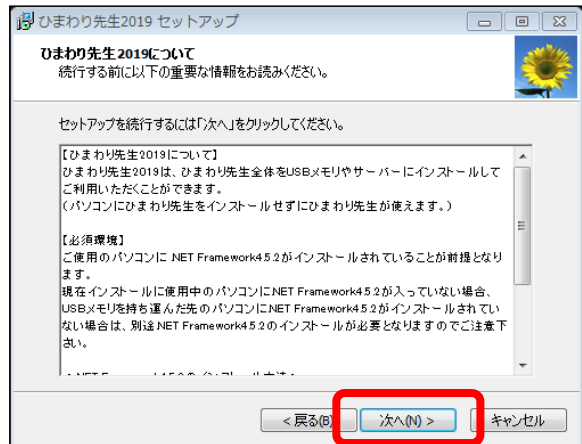 ひまわり先生2019 セットアップ
ひまわり先生2019について
続行する前に以下の重要な情報をお読みください。
セットアップを続行するには「次へ」をクリックしてください。
【ひまわり先生2019について】
ひまわり先生2019は、ひまわり先生全体をUSBメモリやサーバーにインストールして
ご利用いただくことができます。
(パソコンにひまわり先生をインストールせずにひまわり先生が使えます。)
【必須環境】
ご使用のパソコンに NET Framework4.5.2がインストールされていることが前提となり
ます。
現在インストールに使用中のパソコンにNET Framework4.5.2が入っていない場合、
USBメモリを持ち運んだ先のパソコンにNET Framework4.5.2がインストールされてい
ない場合は、別途NET Framework4.5.2のインストールが必要となりますのでご注意下
さい。
< 戻る(B) 次へ(N) > キャンセル